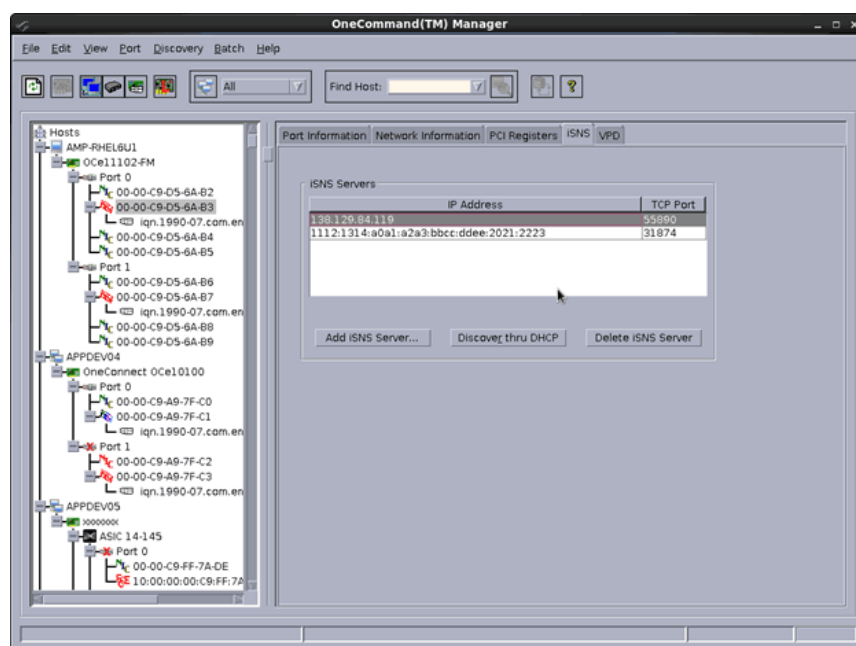 OneCommand(TM) Manager
File Edit View Port Discovery Batch Help
All
Find Host:
Hosts
AMP-RHEL6U1
OCe11102-FM
Port 0
00-00-C9-D5-6A-B2
00-00-C9-D5-6A-B3
iqn.1990-07.com.en
00-00-C9-D5-6A-B4
00-00-C9-D5-6A-B5
Port 1
00-00-C9-D5-6A-B6
00-00-C9-D5-6A-B7
iqn.1990-07.com.en
00-00-C9-D5-6A-B8
00-00-C9-D5-6A-B9
APPDEV04
OneConnect OCe10100
Port 0
00-00-C9-A9-7F-C0
00-00-C9-A9-7F-C1
iqn.1990-07.com.en
Port 1
00-00-C9-A9-7F-C2
00-00-C9-A9-7F-C3
iqn.1990-07.com.en
APPDEV05
xxxxxxx
ASIC 14-145
Port 0
00-00-C9-FF-7A-DE
10:00:00:00:C9:FF:7A
Port Information Network Information PCI Registers iSNS VPD
iSNS Servers
IP Address TCP Port
138.129.84.119 55890
1112:1314:a0a1:a2a3:bbcc:ddee:2021:2223 31874
Add iSNS Server... Discover thru DHCP Delete iSNS Server